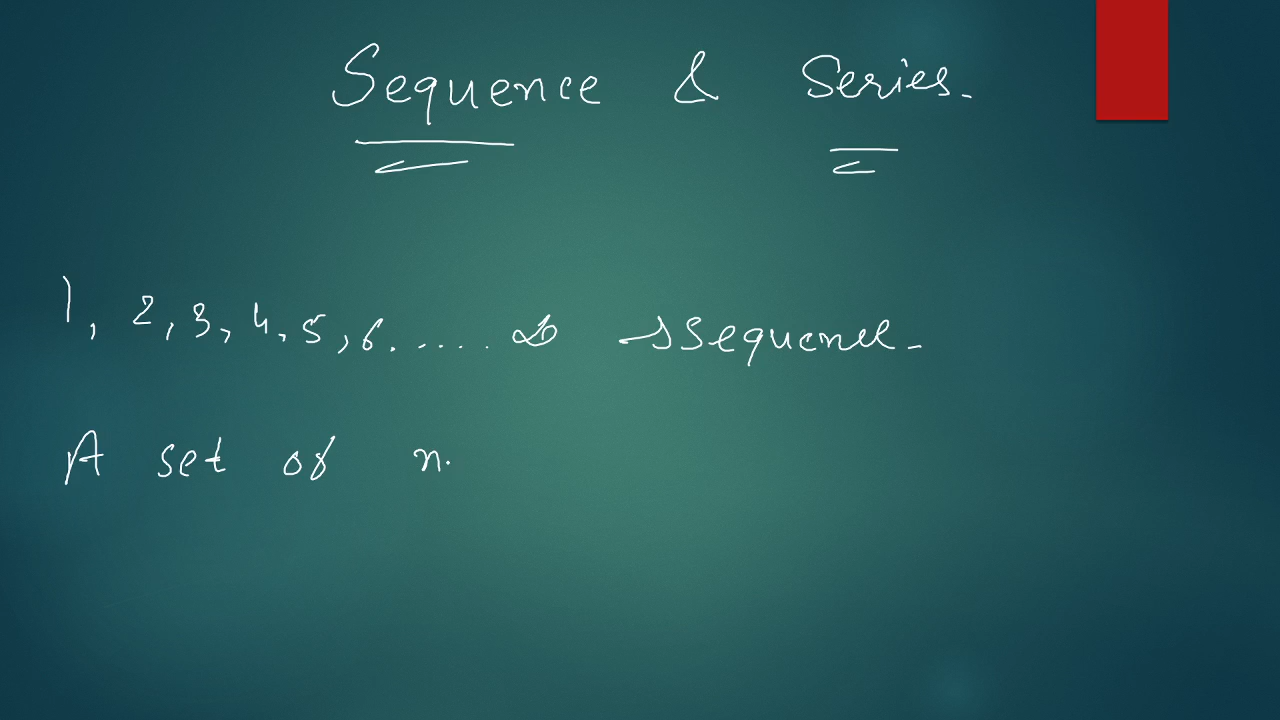 Sequence & Series.
1, 2, 3, 4, 5, 6. .... ∞ → Sequence.
A set of n.